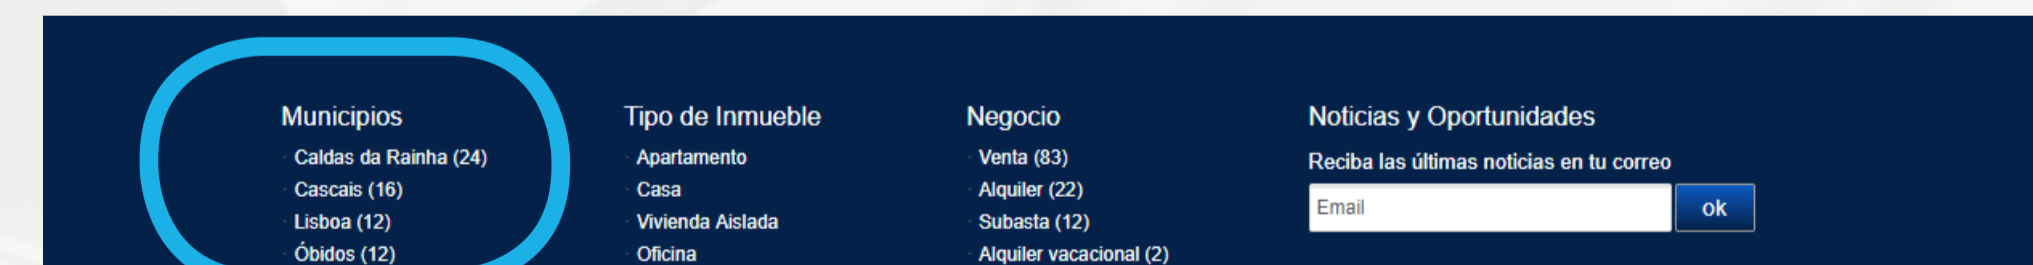 Municipios
Caldas da Rainha (24)
Cascais (16)
Lisboa (12)
Óbidos (12)
Tipo de Inmueble
Apartamento
Casa
Vivienda Aislada
Oficina
Negocio
Venta (83)
Alquiler (22)
Subasta (12)
Alquiler vacacional (2)
Noticias y Oportunidades
Reciba las últimas noticias en tu correo
Email
ok